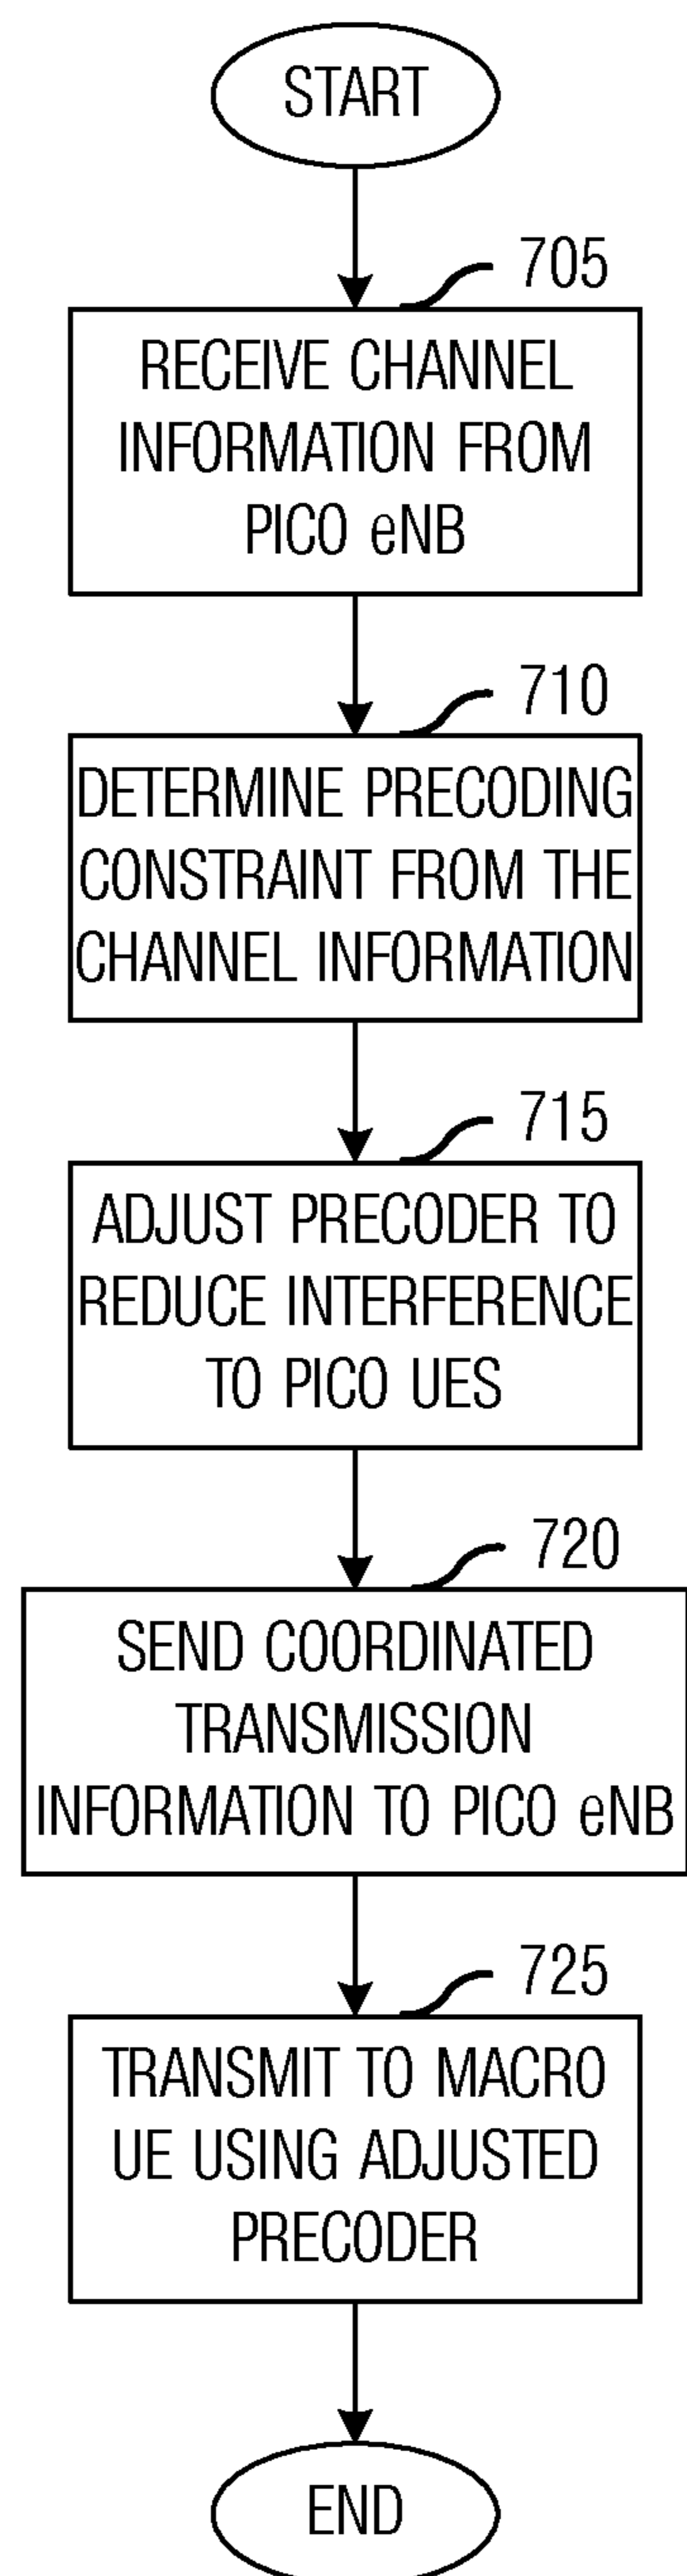 START
705
RECEIVE CHANNEL
INFORMATION FROM
PICO eNB
710
DETERMINE PRECODING
CONSTRAINT FROM THE
CHANNEL INFORMATION
715
ADJUST PRECODER TO
REDUCE INTERFERENCE
TO PICO UES
720
SEND COORDINATED
TRANSMISSION
INFORMATION TO PICO eNB
725
TRANSMIT TO MACRO
UE USING ADJUSTED
PRECODER
END